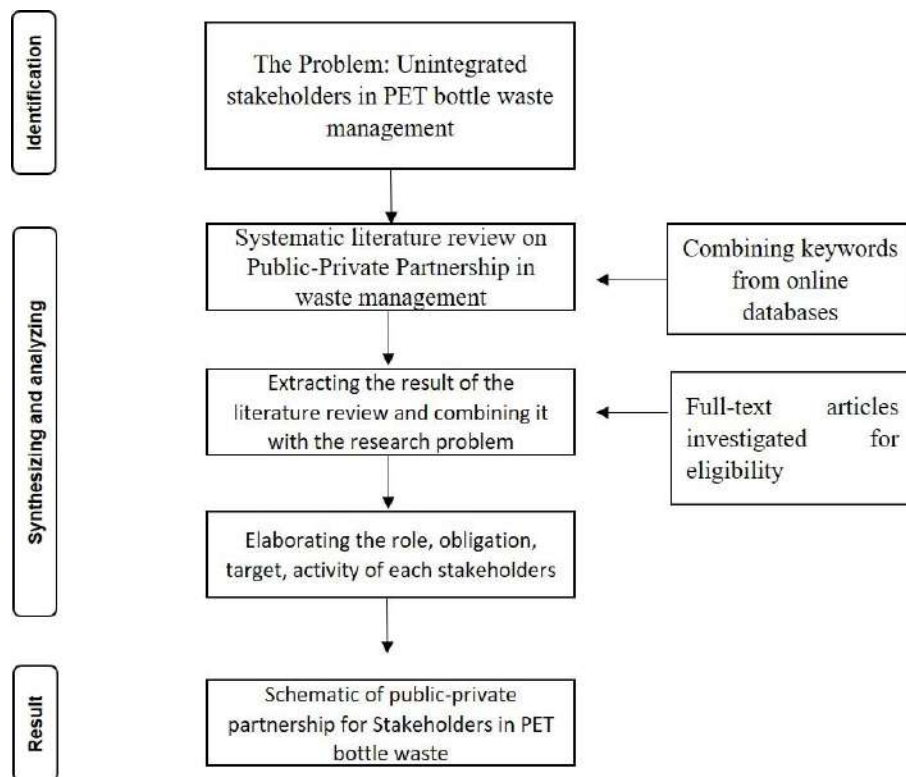 Identification
The Problem: Unintegrated
stakeholders in PET bottle waste
management
Synthesizing and analyzing
Systematic literature review on
Public-Private Partnership in
waste management
Combining keywords
from online
databases
Extracting the result of the
literature review and combining it
with the research problem
Full-text articles
investigated for
eligibility
Elaborating the role, obligation,
target, activity of each stakeholders
Result
Schematic of public-private
partnership for Stakeholders in PET
bottle waste